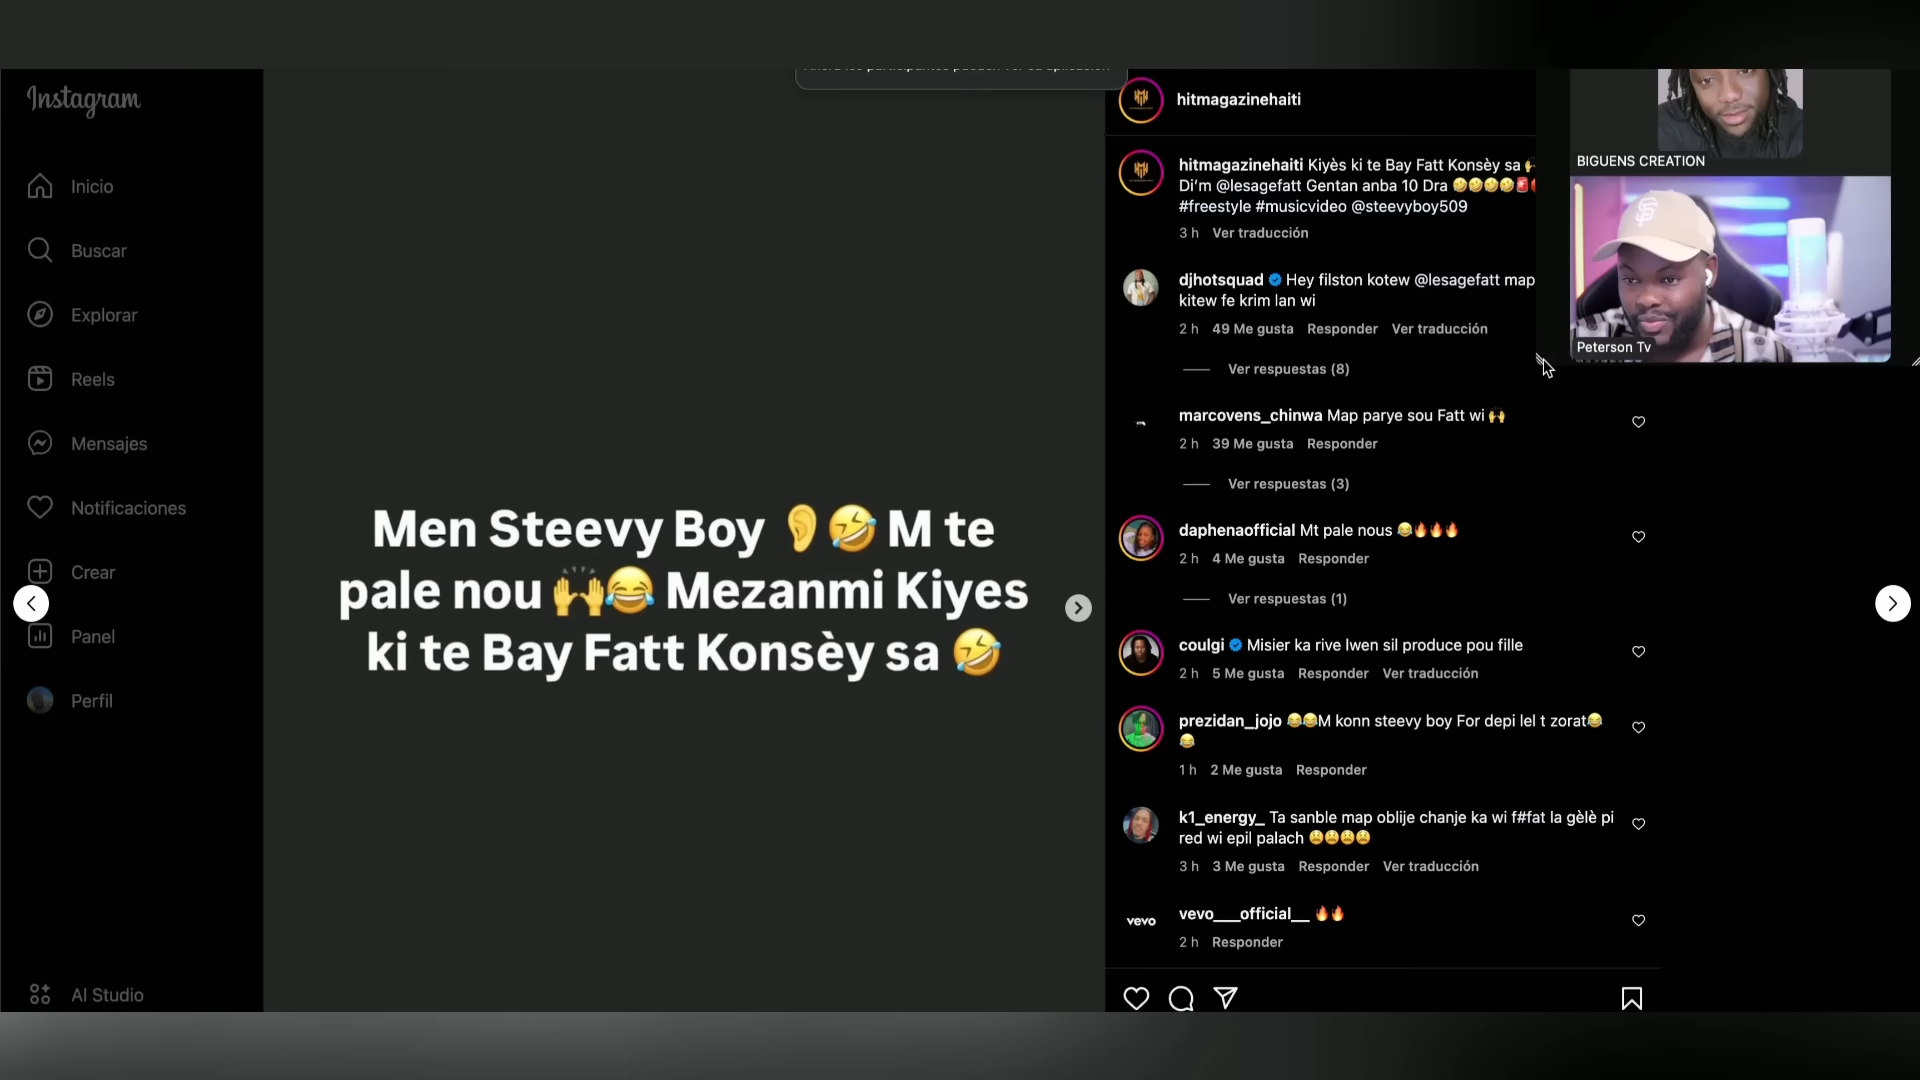 Instagram
Inicio
Buscar
Explorar
Reels
Mensajes
Notificaciones
Crear
Panel
Perfil
AI Studio
Men Steevy Boy 👂🤣 M te
pale nou 🙌😂 Mezanmi Kiyes
ki te Bay Fatt Konsèy sa 🤣
hitmagazinehaiti
hitmagazinehaiti Kiyès ki te Bay Fatt Konsèy sa
Di'm @lesagefatt Gentan anba 10 Dra 🤣🤣🤣🤣🚨
#freestyle #musicvideo @steevyboy509
3 h Ver traducción
djhotsquad Hey filston kotew @lesagefatt map
kitew fe krim lan wi
2 h 49 Me gusta Responder Ver traducción
Ver respuestas (8)
marcovens_chinwa Map parye sou Fatt wi 🙌
2 h 39 Me gusta Responder
Ver respuestas (3)
daphenaofficial Mt pale nous 😂🔥🔥🔥
2 h 4 Me gusta Responder
Ver respuestas (1)
coulgi Misier ka rive lwen sil produce pou fille
2 h 5 Me gusta Responder Ver traducción
prezidan_jojo 😂😂M konn steevy boy For depi lel t zorat😂
😂
1 h 2 Me gusta Responder
k1_energy_ Ta sanble map oblije chanje ka wi f#fat la gèlè pi
red wi epil palach 😫😫😫😫
3 h 3 Me gusta Responder Ver traducción
vevo
vevo___official__ 🔥🔥
2 h Responder
BIGUENS CREATION
SF
Peterson Tv